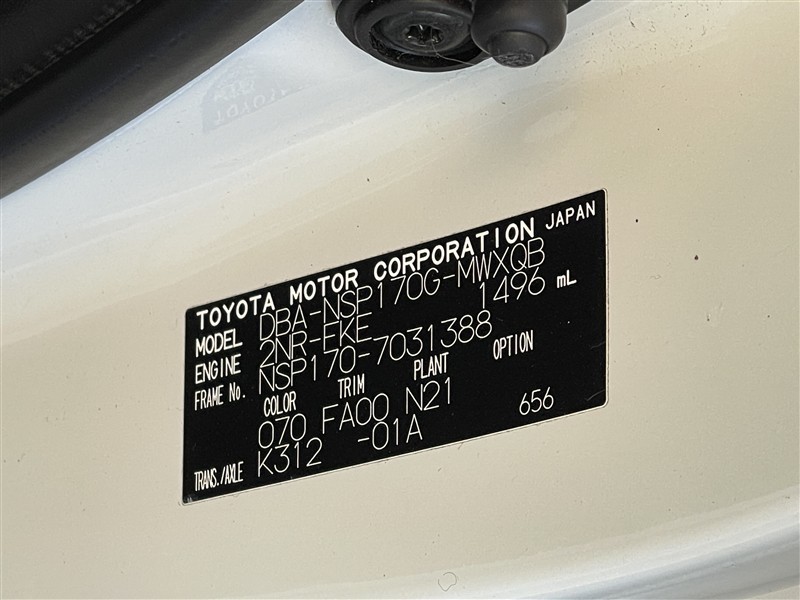 TOYOTA MOTOR CORPORATION JAPAN
MODEL DBA-NSP170G-MWXQB
ENGINE 2NR-FKE 1496 mL
FRAME No. NSP170-7031388
COLOR TRIM PLANT OPTION
070 FA00 N21 656
TRANS./AXLE K312 -01A